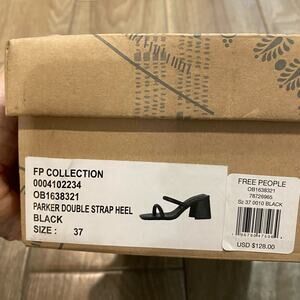 FP COLLECTION
0004102234
OB1638321
PARKER DOUBLE STRAP HEEL
BLACK
SIZE : 37
FREE PEOPLE
OB1638321
78726965
Sz 37 0010 BLACK
USD $128.00